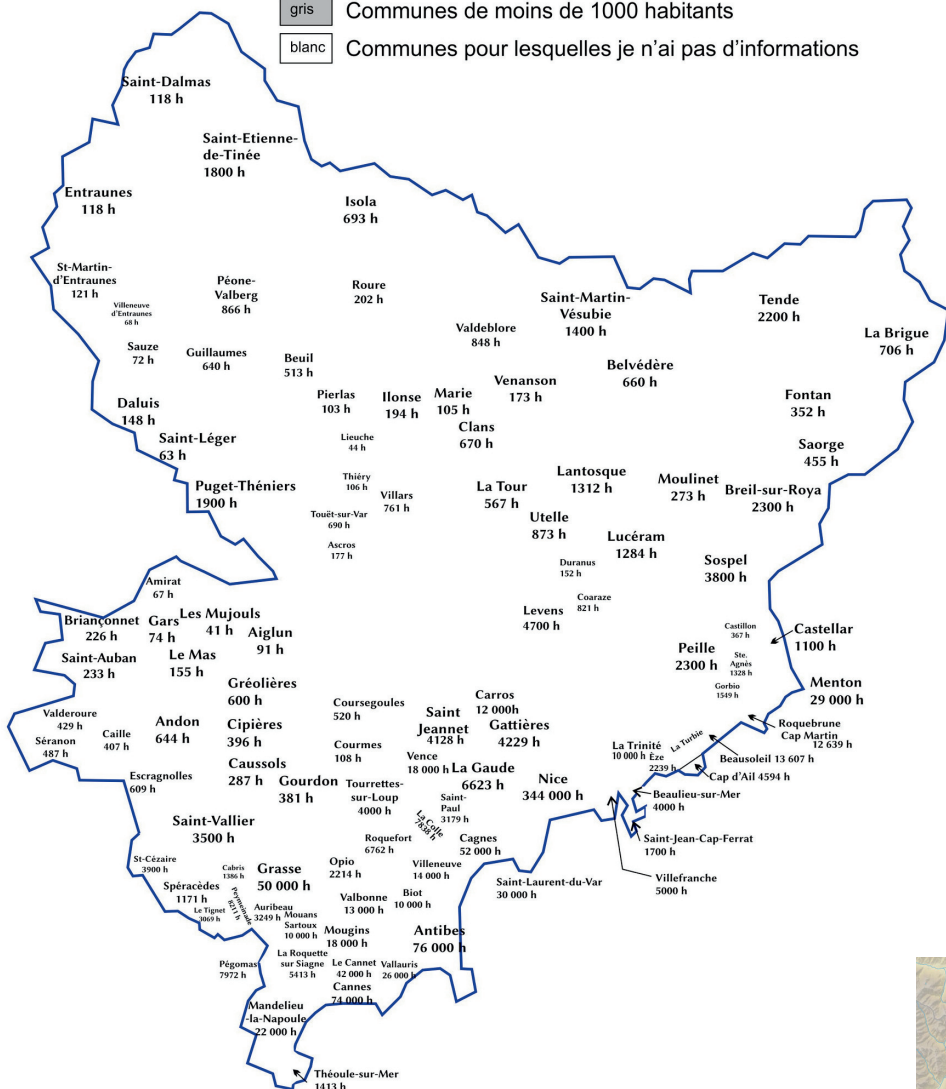 gris
Communes de moins de 1000 habitants
blanc
Communes pour lesquelles je n'ai pas d'informations
Saint-Dalmas
118 h
Saint-Etienne-
de-Tinée
1800 h
Entraunes
118 h
Isola
693 h
St-Martin-
d'Entraunes
121 h
Villeneuve
d'Entraunes
68 h
Péone-
Valberg
866 h
Roure
202 h
Saint-Martin-
Vésubie
1400 h
Tende
2200 h
Valdeblore
848 h
La Brigue
706 h
Sauze
72 h
Guillaumes
640 h
Beuil
513 h
Belvédère
660 h
Venanson
173 h
Pierlas
103 h
Ilonse
194 h
Marie
105 h
Fontan
352 h
Daluis
148 h
Clans
670 h
Saint-Léger
63 h
Lieuche
44 h
Saorge
455 h
Puget-Théniers
1900 h
Thiéry
106 h
Villars
761 h
La Tour
567 h
Lantosque
1312 h
Moulinet
273 h
Breil-sur-Roya
2300 h
Touët-sur-Var
690 h
Utelle
873 h
Ascros
177 h
Lucéram
1284 h
Duranus
152 h
Sospel
3800 h
Amirat
67 h
Coaraze
821 h
Levens
4700 h
Briançonnet
226 h
Gars
74 h
Les Mujouls
41 h
Aiglun
91 h
Castillon
367 h
Castellar
1100 h
Saint-Auban
233 h
Le Mas
155 h
Peille
2300 h
Ste.
Agnès
1328 h
Gorbio
1549 h
Menton
29 000 h
Gréolières
600 h
Coursegoules
520 h
Carros
12 000h
Valderoure
429 h
Andon
644 h
Cipières
396 h
Saint
Jeannet
4128 h
Gattières
4229 h
Roquebrune
Cap Martin
12 639 h
Séranon
487 h
Caille
407 h
Courmes
108 h
Vence
18 000 h
La Trinité
10 000 h
La Turbie
Èze
2239 h
Beausoleil 13 607 h
Cap d'Ail 4594 h
Escragnolles
609 h
Caussols
287 h
Gourdon
381 h
Tourrettes-
sur-Loup
4000 h
La Gaude
6623 h
Nice
344 000 h
Beaulieu-sur-Mer
4000 h
Saint-
Paul
3179 h
La Colle
7838 h
Saint-Vallier
3500 h
Roquefort
6762 h
Cagnes
52 000 h
Saint-Jean-Cap-Ferrat
1700 h
St-Cézaire
3900 h
Cabris
1386 h
Grasse
50 000 h
Opio
2214 h
Villeneuve
14 000 h
Saint-Laurent-du-Var
30 000 h
Villefranche
5000 h
Spéracèdes
1171 h
Peymeinade
8211 h
Le Tignet
3069 h
Auribeau
3249 h
Mouans
Sartoux
10 000 h
Valbonne
13 000 h
Biot
10 000 h
Mougins
18 000 h
Antibes
76 000 h
Pégomas
7972 h
La Roquette
sur Siagne
5413 h
Le Cannet
42 000 h
Vallauris
26 000 h
Cannes
74 000 h
Mandelieu
-la-Napoule
22 000 h
Théoule-sur-Mer
1413 h